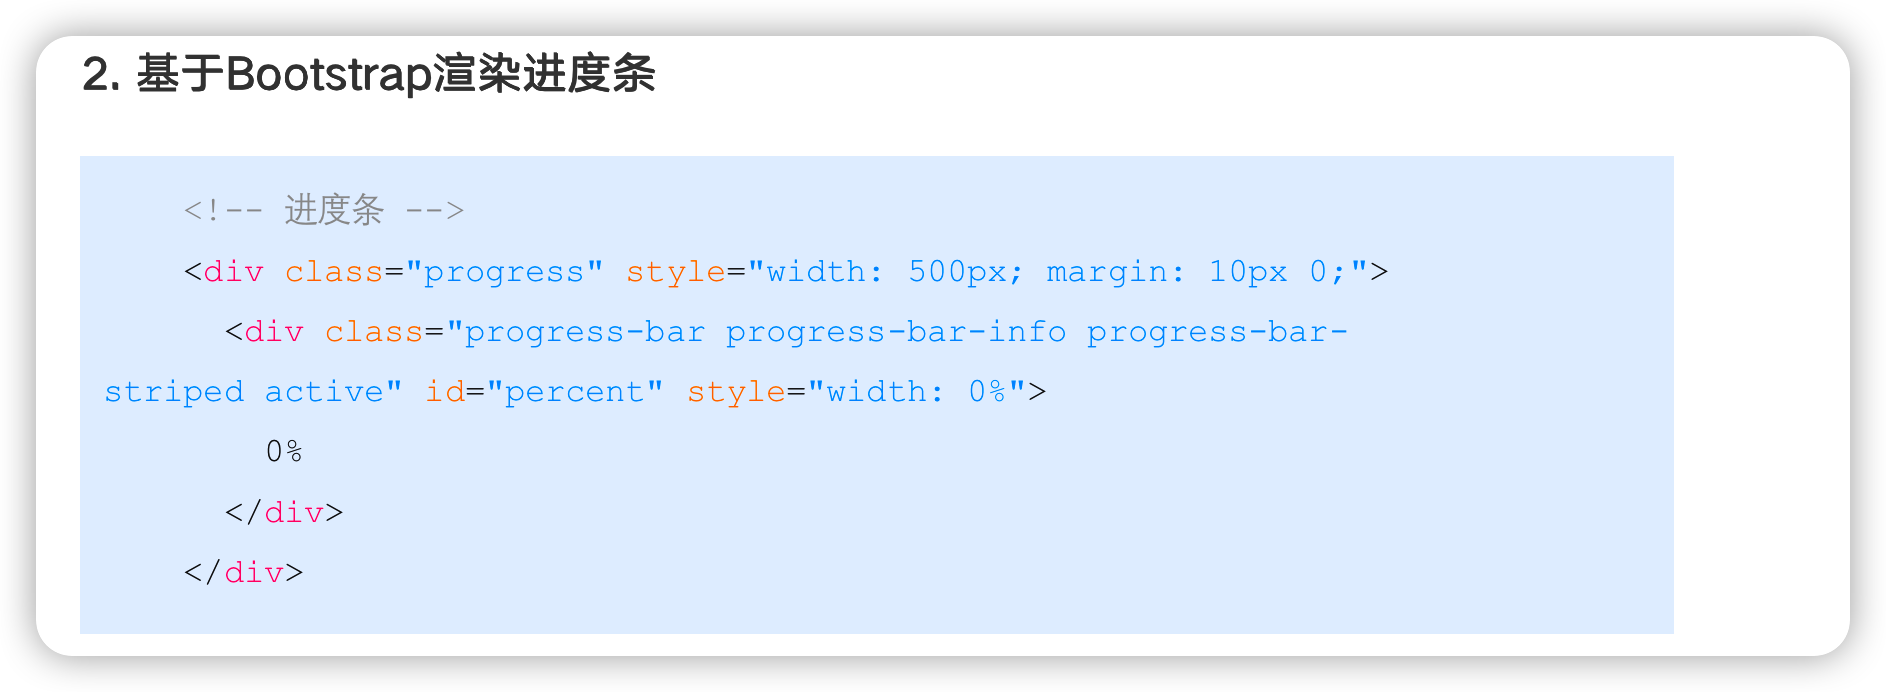 2. 基于Bootstrap渲染进度条
<!-- 进度条 -->
<div class="progress" style="width: 500px; margin: 10px 0;">
<div class="progress-bar progress-bar-info progress-bar-
striped active" id="percent" style="width: 0%">
0%
</div>
</div>